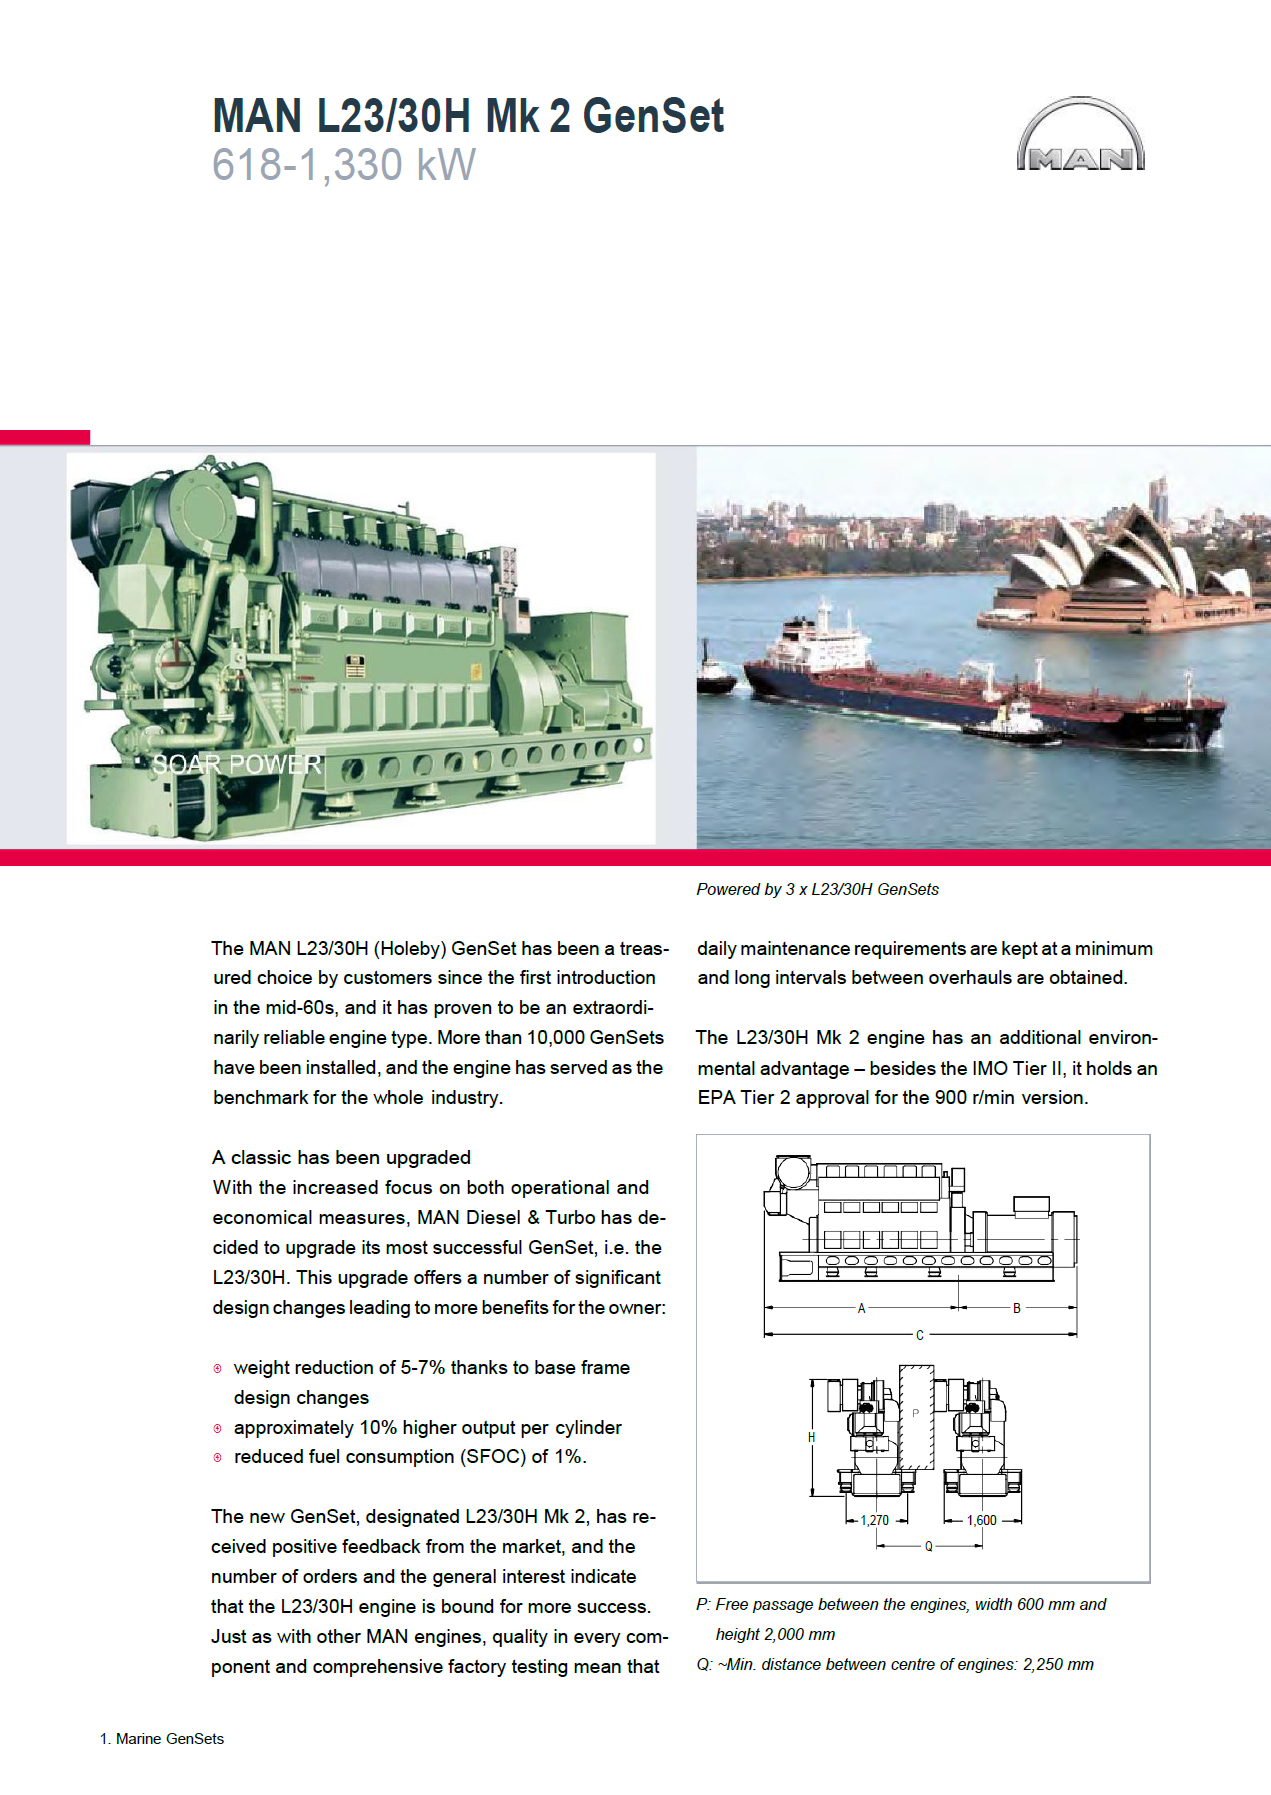 MAN L23/30H Mk 2 GenSet
618-1,330 kW
MAN
SOAR POWER
Powered by 3 x L23/30H GenSets
The MAN L23/30H (Holeby) GenSet has been a treas-
ured choice by customers since the first introduction
in the mid-60s, and it has proven to be an extraordi-
narily reliable engine type. More than 10,000 GenSets
have been installed, and the engine has served as the
benchmark for the whole industry.
A classic has been upgraded
With the increased focus on both operational and
economical measures, MAN Diesel & Turbo has de-
cided to upgrade its most successful GenSet, i.e. the
L23/30H. This upgrade offers a number of significant
design changes leading to more benefits for the owner:
weight reduction of 5-7% thanks to base frame
design changes
approximately 10% higher output per cylinder
reduced fuel consumption (SFOC) of 1%.
The new GenSet, designated L23/30H Mk 2, has re-
ceived positive feedback from the market, and the
number of orders and the general interest indicate
that the L23/30H engine is bound for more success.
Just as with other MAN engines, quality in every com-
ponent and comprehensive factory testing mean that
daily maintenance requirements are kept at a minimum
and long intervals between overhauls are obtained.
The L23/30H Mk 2 engine has an additional environ-
mental advantage – besides the IMO Tier II, it holds an
EPA Tier 2 approval for the 900 r/min version.
A
B
C
P
H
1,270
1,600
Q
P: Free passage between the engines, width 600 mm and
height 2,000 mm
Q: ~Min. distance between centre of engines: 2,250 mm
1. Marine GenSets